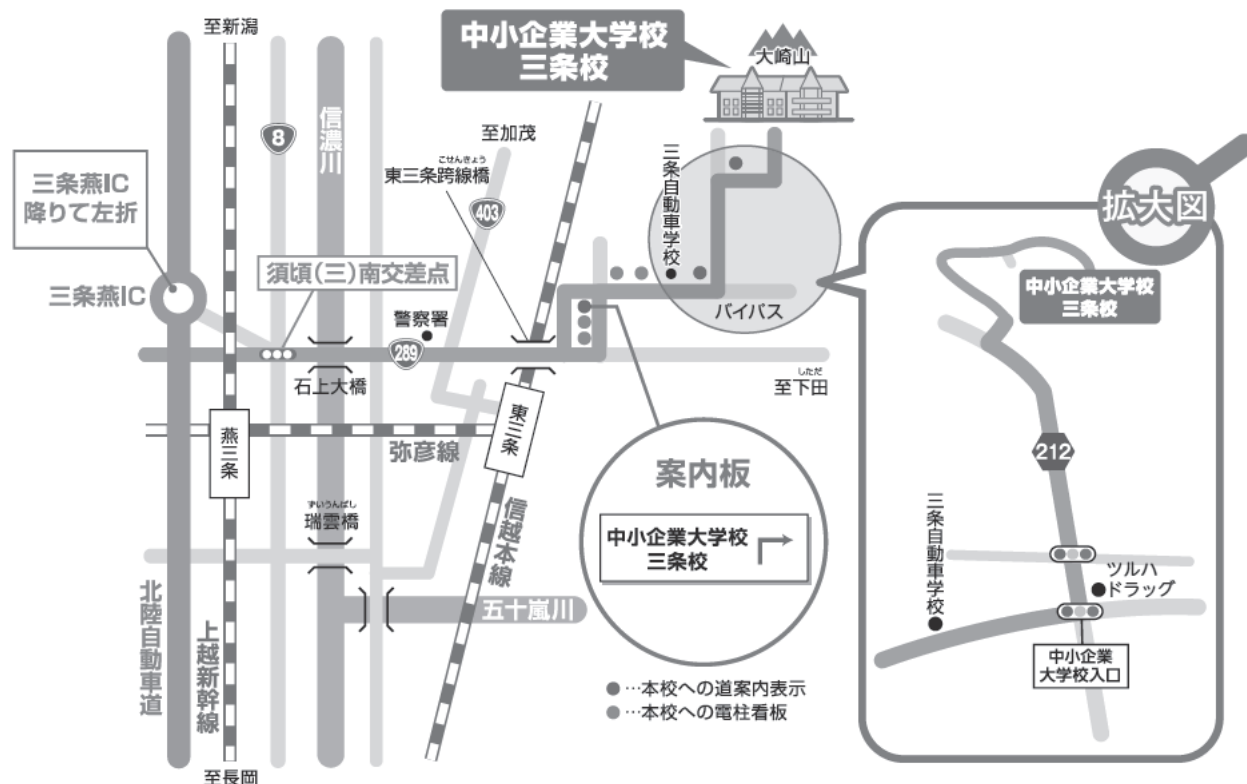 至新潟
中小企業大学校
三条校
大崎山
8
信濃川
至加茂
こせんきょう
東三条跨線橋
403
三条自動車学校
三条燕IC
降りて左折
三条燕IC
須頃(三)南交差点
警察署
289
バイパス
石上大橋
しただ
至下田
燕三条
弥彦線
東三条
ずいうんばし
瑞雲橋
信越本線
五十嵐川
北陸自動車道
上越新幹線
至長岡
案内板
中小企業大学校
三条校
●…本校への道案内表示
●…本校への電柱看板
拡大図
中小企業大学校
三条校
212
三条自動車学校
ツルハ
ドラッグ
中小企業
大学校入口